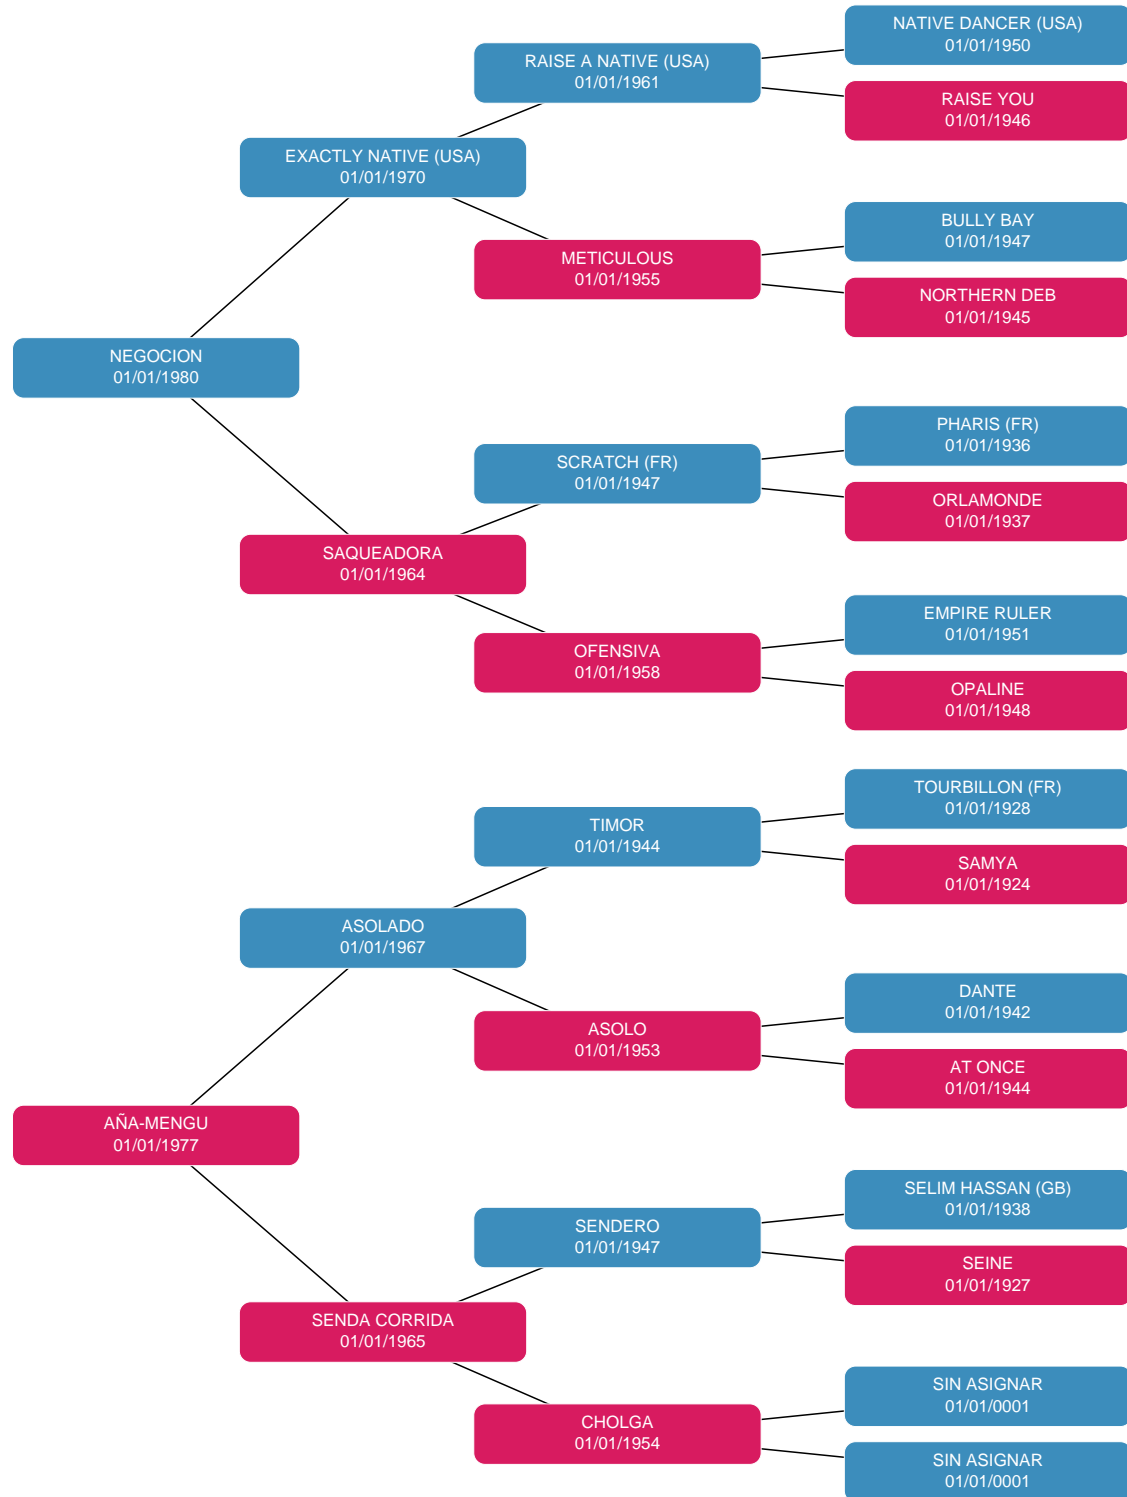 NATIVE DANCER (USA)
01/01/1950
RAISE A NATIVE (USA)
01/01/1961
RAISE YOU
01/01/1946
EXACTLY NATIVE (USA)
01/01/1970
BULLY BAY
01/01/1947
METICULOUS
01/01/1955
NORTHERN DEB
01/01/1945
NEGOCION
01/01/1980
PHARIS (FR)
01/01/1936
SCRATCH (FR)
01/01/1947
ORLAMONDE
01/01/1937
SAQUEADORA
01/01/1964
EMPIRE RULER
01/01/1951
OFENSIVA
01/01/1958
OPALINE
01/01/1948
TOURBILLON (FR)
01/01/1928
TIMOR
01/01/1944
SAMYA
01/01/1924
ASOLADO
01/01/1967
DANTE
01/01/1942
ASOLO
01/01/1953
AT ONCE
01/01/1944
AÑA-MENGU
01/01/1977
SELIM HASSAN (GB)
01/01/1938
SENDERO
01/01/1947
SEINE
01/01/1927
SENDA CORRIDA
01/01/1965
SIN ASIGNAR
01/01/0001
CHOLGA
01/01/1954
SIN ASIGNAR
01/01/0001